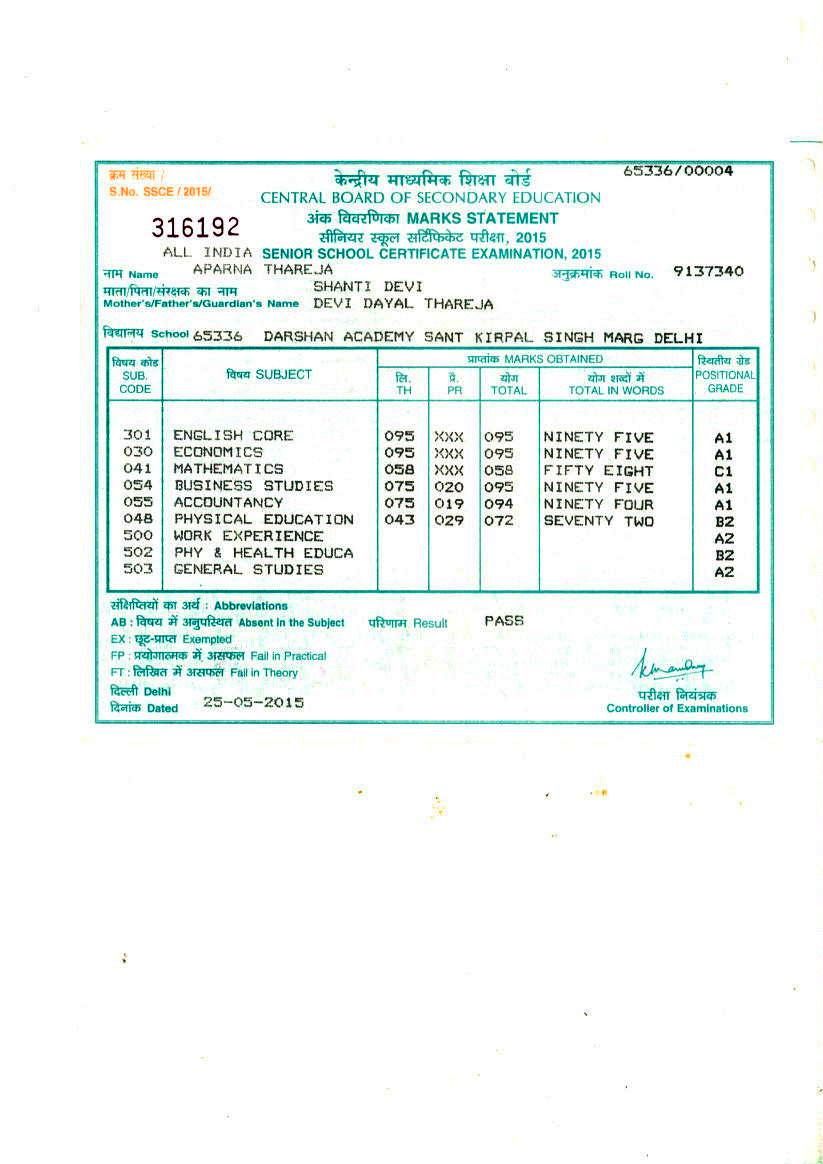 क्रम संख्या / 65336/00004
S.No. SSCE / 2015/
केन्द्रीय माध्यमिक शिक्षा बोर्ड
CENTRAL BOARD OF SECONDARY EDUCATION
316192
अंक विवरणिका MARKS STATEMENT
सीनियर स्कूल सर्टिफिकेट परीक्षा, 2015
ALL INDIA SENIOR SCHOOL CERTIFICATE EXAMINATION, 2015
नाम Name APARNA THAREJA अनुक्रमांक Roll No. 9137340
माता/पिता/संरक्षक का नाम SHANTI DEVI
Mother's/Father's/Guardian's Name DEVI DAYAL THAREJA
विद्यालय School 65336 DARSHAN ACADEMY SANT KIRPAL SINGH MARG DELHI
विषय कोड SUB. CODE विषय SUBJECT प्राप्तांक MARKS OBTAINED स्थितीय ग्रेड POSITIONAL GRADE
लि. TH प्रै. PR योग TOTAL योग शब्दों में TOTAL IN WORDS
301 ENGLISH CORE 095 XXX 095 NINETY FIVE A1
030 ECONOMICS 095 XXX 095 NINETY FIVE A1
041 MATHEMATICS 058 XXX 058 FIFTY EIGHT C1
054 BUSINESS STUDIES 075 020 095 NINETY FIVE A1
055 ACCOUNTANCY 075 019 094 NINETY FOUR A1
048 PHYSICAL EDUCATION 043 029 072 SEVENTY TWO B2
500 WORK EXPERIENCE A2
502 PHY & HEALTH EDUCA B2
503 GENERAL STUDIES A2
संक्षिप्तियों का अर्थ : Abbreviations
AB : विषय में अनुपस्थित Absent in the Subject परिणाम Result PASS
EX : छूट-प्राप्त Exempted
FP : प्रयोगात्मक में असफल Fail in Practical
FT : लिखित में असफल Fail in Theory
दिल्ली Delhi परीक्षा नियंत्रक
दिनांक Dated 25-05-2015 Controller of Examinations